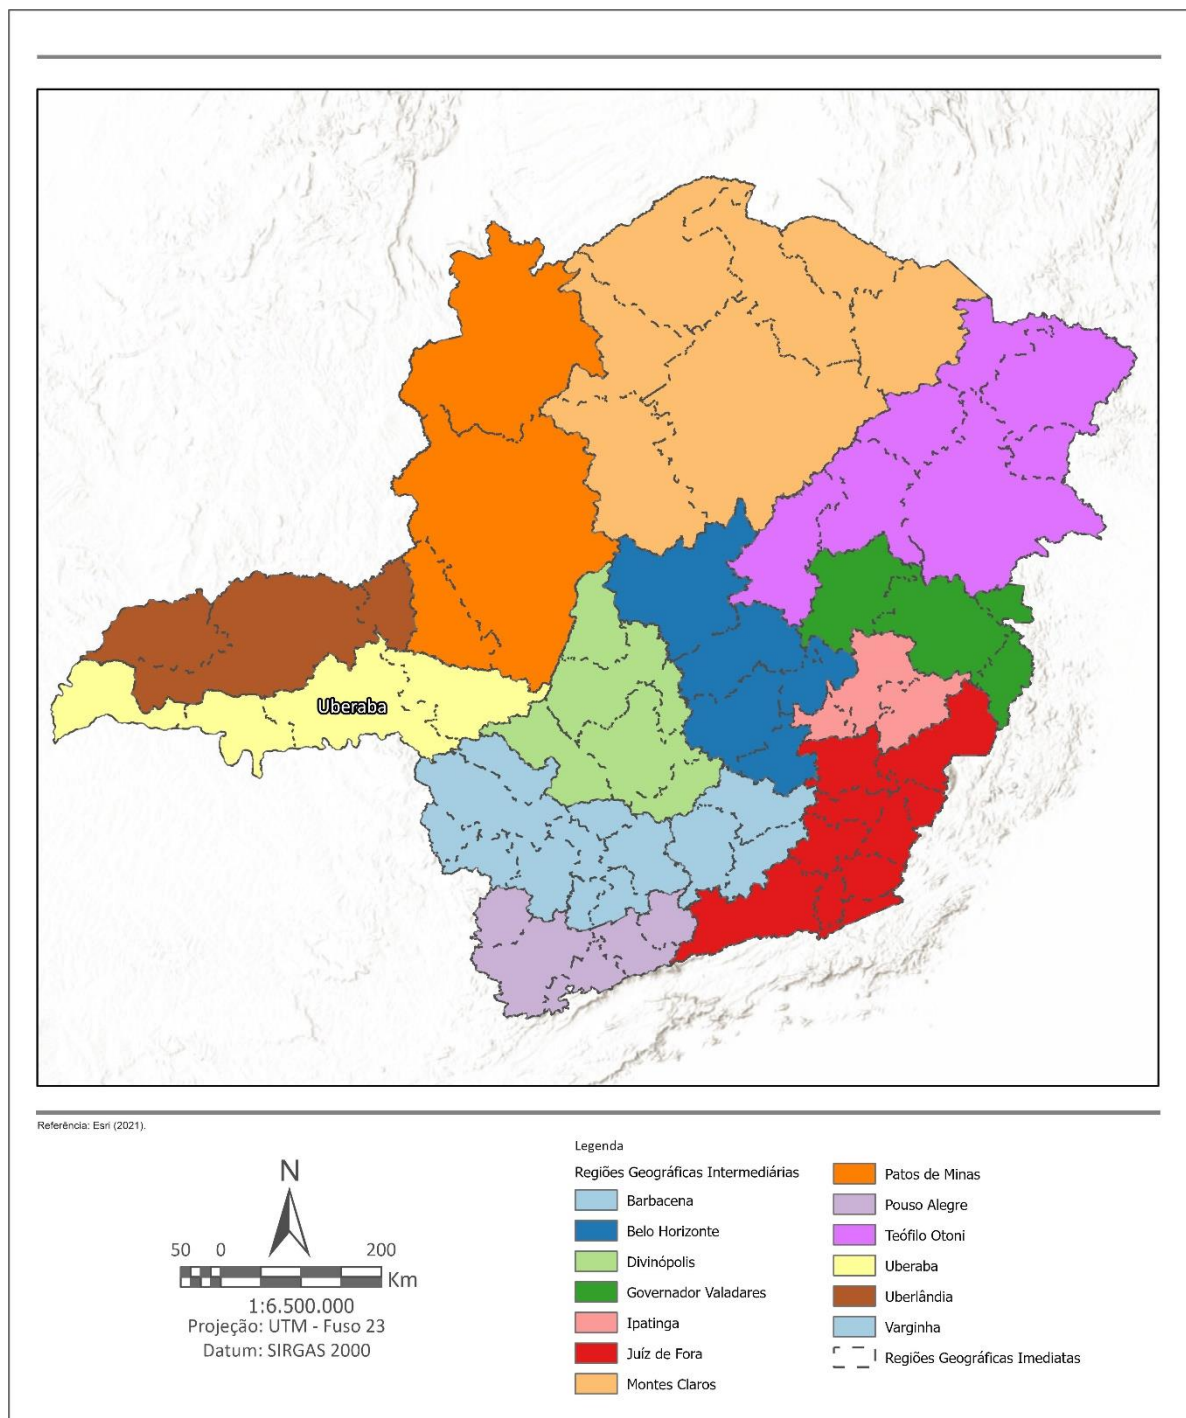 Uberaba
Referência: Esri (2021).
N
50 0 200
Km
1:6.500.000
Projeção: UTM - Fuso 23
Datum: SIRGAS 2000
Legenda
Regiões Geográficas Intermediárias
Barbacena
Belo Horizonte
Divinópolis
Governador Valadares
Ipatinga
Juíz de Fora
Montes Claros
Patos de Minas
Pouso Alegre
Teófilo Otoni
Uberaba
Uberlândia
Varginha
Regiões Geográficas Imediatas